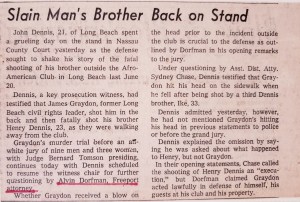 Slain Man's Brother Back on Stand
John Dennis, 21, of Long Beach spent
a grueling day on the stand in Nassau
County Court yesterday as the defense
sought to shake his story of the fatal
shooting of his brother outside the Afro-
American Club in Long Beach last June
20.
Dennis, a key prosecution witness, had
testified that James Graydon, former Long
Beach civil rights leader, shot him in the
back and then fatally shot his brother
Henry Dennis, 23, as they were walking
away from the club.
Graydon's murder trial before an all-
white jury of nine men and three women,
with Judge Bernard Tomson presiding,
continues today with Dennis scheduled
to resume the witness chair for further
questioning by Alvin Dorfman, Freeport
attorney.
Whether Graydon received a blow on
the head prior to the incident outside
the club is crucial to the defense as out-
lined by Dorfman in his opening remarks
to the jury.
Under questioning by Asst. Dist. Atty.
Sydney Chase, Dennis testified that Gray-
don hit his head on the sidewalk when
he fell after being shot by a third Dennis
brother, Ike, 33.
Dennis admitted yesterday, however,
he had not mentioned Graydon's hitting
his head in previous statements to police
or before the grand jury.
Dennis explained the omission by say-
ing he was asked about what happened
to Henry, but not Graydon.
In their opening statements, Chase called
the shooting of Henry Dennis an "execu-
tion," but Dorfman claimed Graydon
acted lawfully in defense of himself, his
guests at his club and his property.